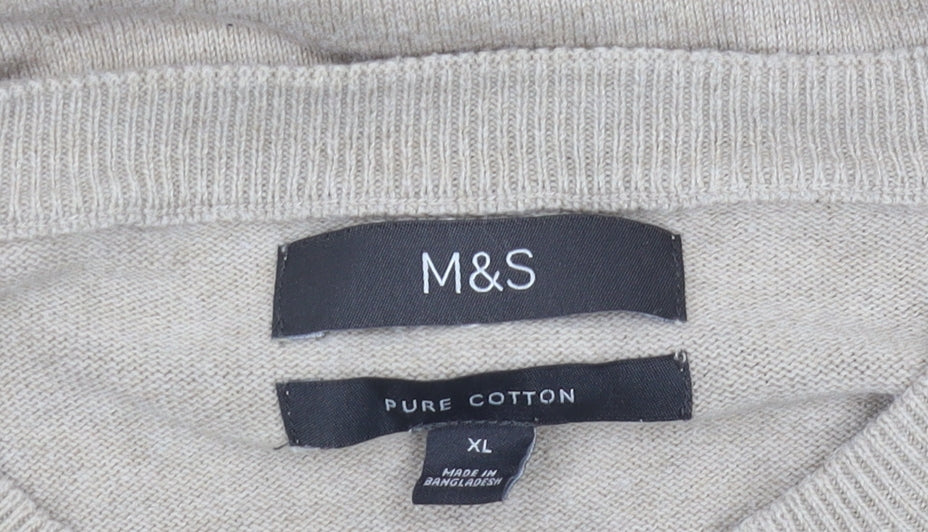 M&S
PURE COTTON
XL
MADE IN
BANGLADESH